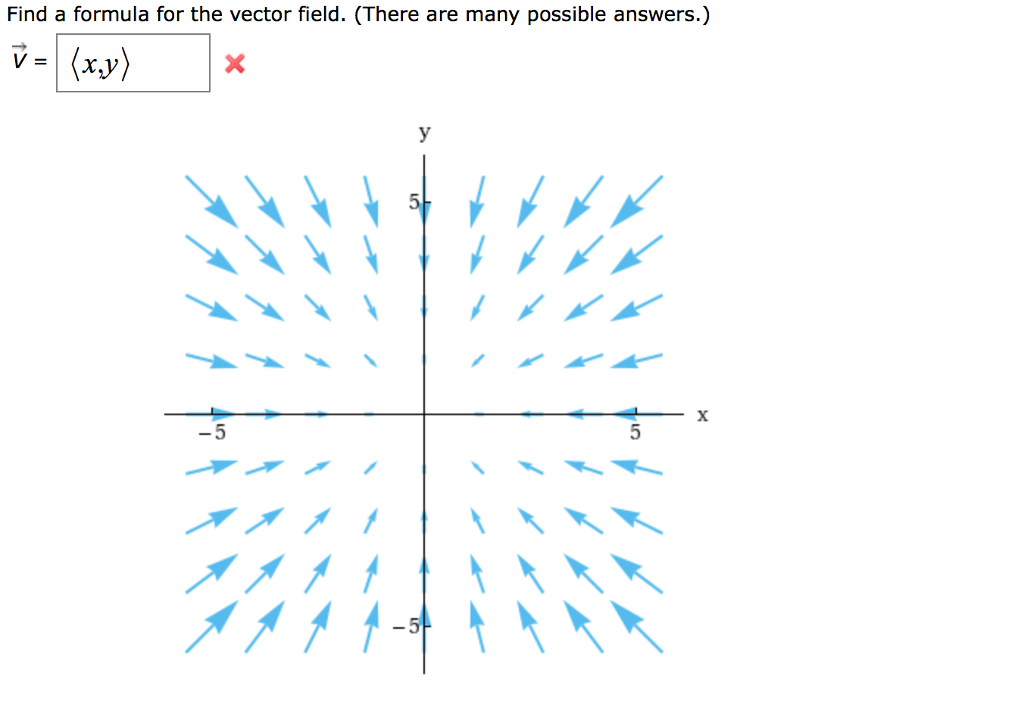 Find a formula for the vector field. (There are many possible answers.)
v⃗ = ⟨x,y⟩
y
5
x
−5
5
−5